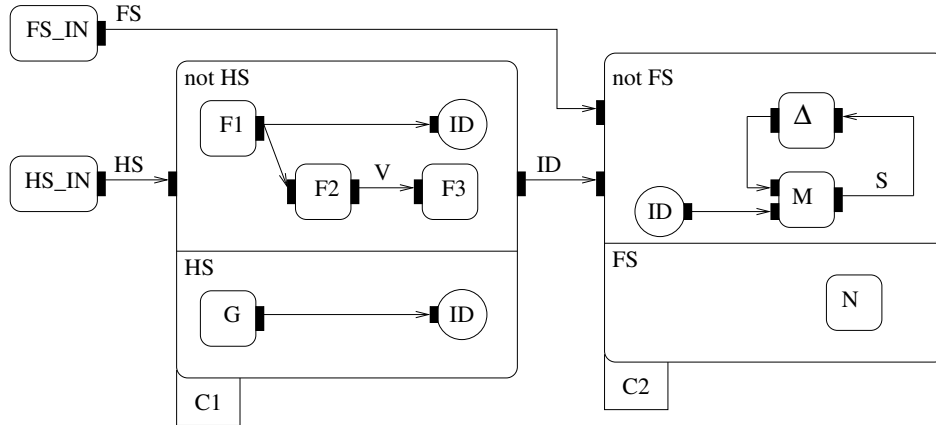 FS_IN
FS
not HS
not FS
F1
ID
Δ
HS_IN
HS
F2
V
F3
ID
ID
M
S
HS
FS
G
ID
N
C1
C2